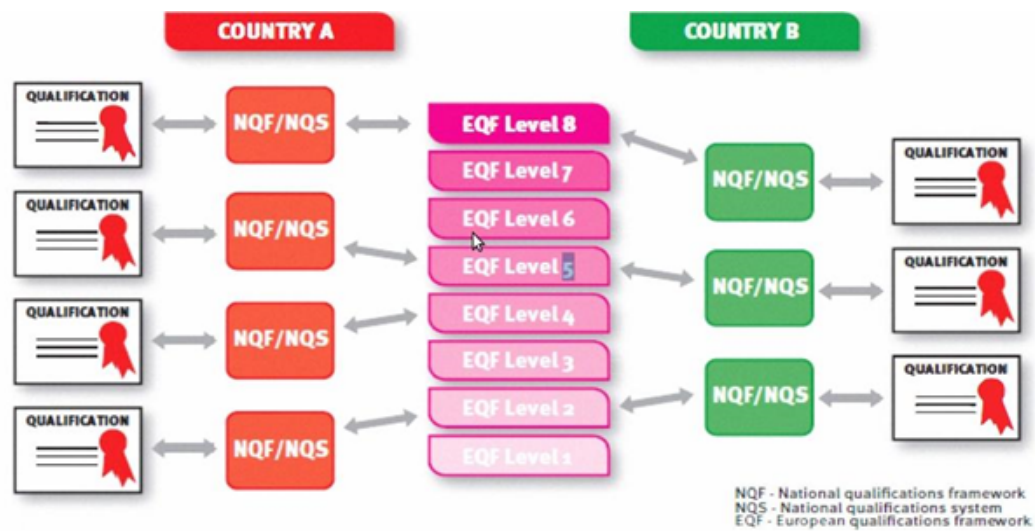 COUNTRY A
COUNTRY B
QUALIFICATION
NQF/NQS
EQF Level 8
NQF/NQS
QUALIFICATION
EQF Level 7
QUALIFICATION
NQF/NQS
EQF Level 6
EQF Level 5
NQF/NQS
QUALIFICATION
QUALIFICATION
NQF/NQS
EQF Level 4
EQF Level 3
NQF/NQS
QUALIFICATION
QUALIFICATION
NQF/NQS
EQF Level 2
EQF Level 1
NQF - National qualifications framework
NQS - National qualifications system
EQF - European qualifications framework